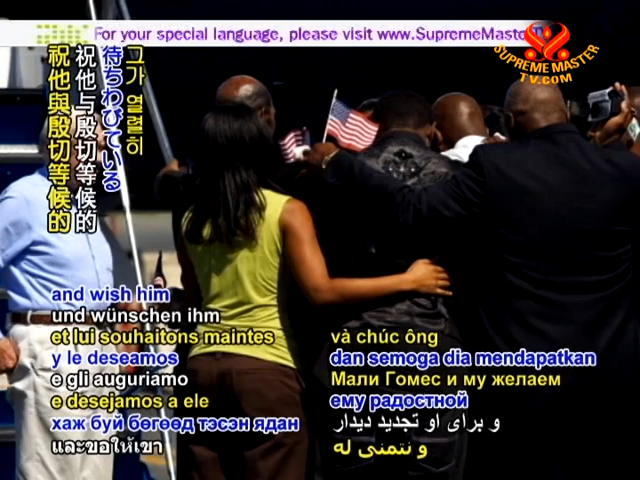 For your special language, please visit www.SupremeMasterT
SUPREME MASTER
TV.COM
祝他與殷切等候的
祝他与殷切等候的
待ちわびている
그가 열렬히
and wish him
und wünschen ihm
et lui souhaitons maintes
y le deseamos
e gli auguriamo
e desejamos a ele
хаж буй бөгөөд тэсэн ядан
และขอให้เขา
và chúc ông
dan semoga dia mendapatkan
Мали Гомес и му желаем
ему радостной
و برای او تجدید دیدار
و نتمنى له